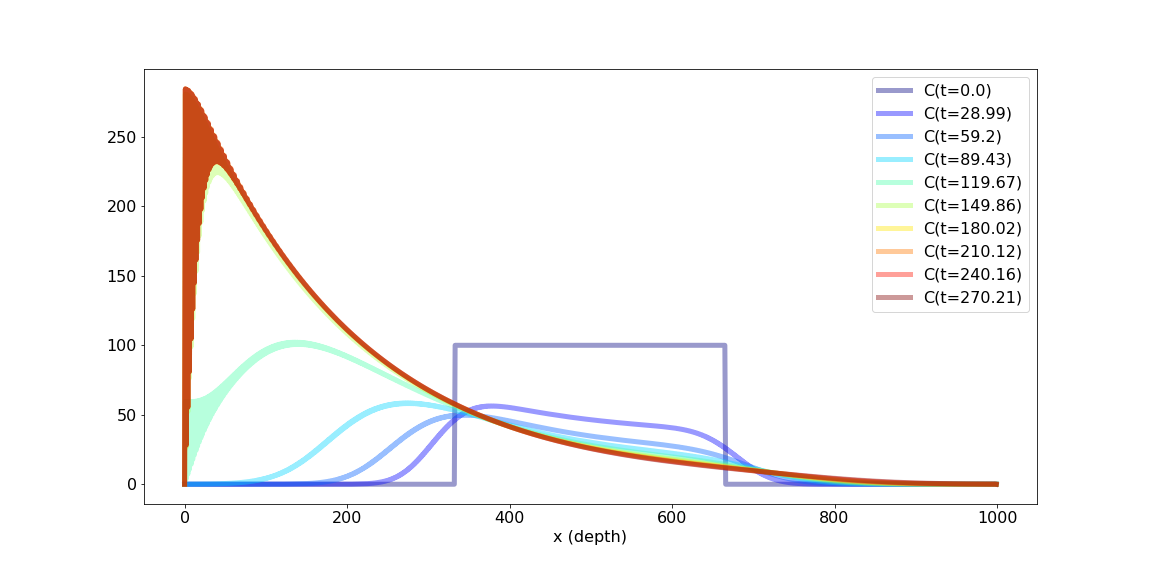 250
200
150
100
50
0
0 200 400 600 800 1000
x (depth)
C(t=0.0)
C(t=28.99)
C(t=59.2)
C(t=89.43)
C(t=119.67)
C(t=149.86)
C(t=180.02)
C(t=210.12)
C(t=240.16)
C(t=270.21)